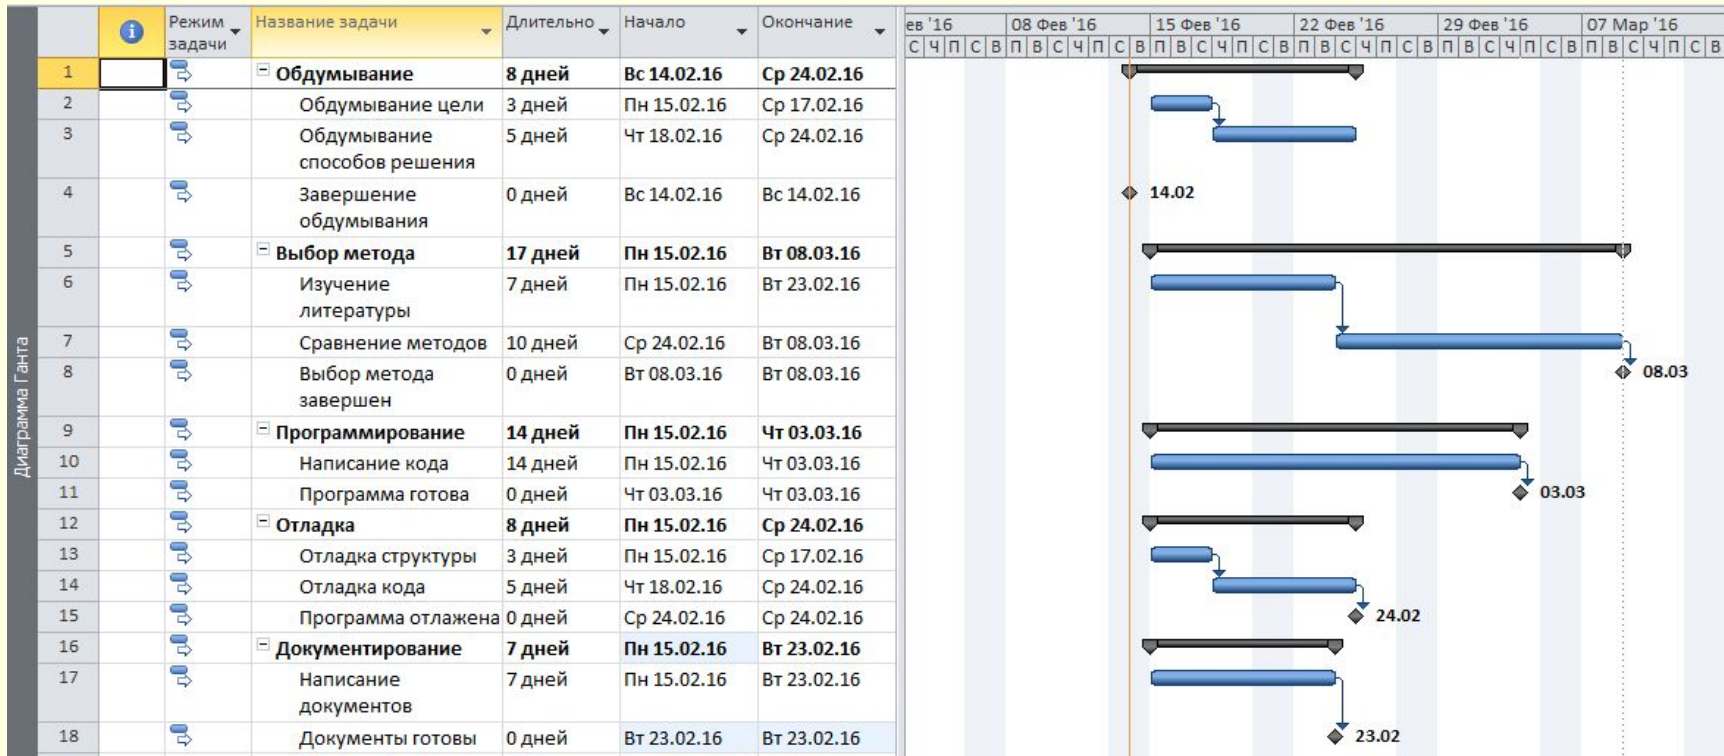 Режим задачи Название задачи Длительно Начало Окончание ев '16 08 Фев '16 15 Фев '16 22 Фев '16 29 Фев '16 07 Мар '16
С Ч П С В П В С Ч П С В П В С Ч П С В П В С Ч П С В П В С Ч П С В П В С Ч П С В
1 Обдумывание 8 дней Вс 14.02.16 Ср 24.02.16
2 Обдумывание цели 3 дней Пн 15.02.16 Ср 17.02.16
3 Обдумывание 5 дней Чт 18.02.16 Ср 24.02.16
способов решения
4 Завершение 0 дней Вс 14.02.16 Вс 14.02.16 14.02
обдумывания
5 Выбор метода 17 дней Пн 15.02.16 Вт 08.03.16
6 Изучение 7 дней Пн 15.02.16 Вт 23.02.16
литературы
7 Сравнение методов 10 дней Ср 24.02.16 Вт 08.03.16
8 Выбор метода 0 дней Вт 08.03.16 Вт 08.03.16 08.03
завершен
9 Программирование 14 дней Пн 15.02.16 Чт 03.03.16
10 Написание кода 14 дней Пн 15.02.16 Чт 03.03.16
11 Программа готова 0 дней Чт 03.03.16 Чт 03.03.16 03.03
12 Отладка 8 дней Пн 15.02.16 Ср 24.02.16
13 Отладка структуры 3 дней Пн 15.02.16 Ср 17.02.16
14 Отладка кода 5 дней Чт 18.02.16 Ср 24.02.16
15 Программа отлажена 0 дней Ср 24.02.16 Ср 24.02.16 24.02
16 Документирование 7 дней Пн 15.02.16 Вт 23.02.16
17 Написание 7 дней Пн 15.02.16 Вт 23.02.16
документов
18 Документы готовы 0 дней Вт 23.02.16 Вт 23.02.16 23.02
Диаграмма Ганта